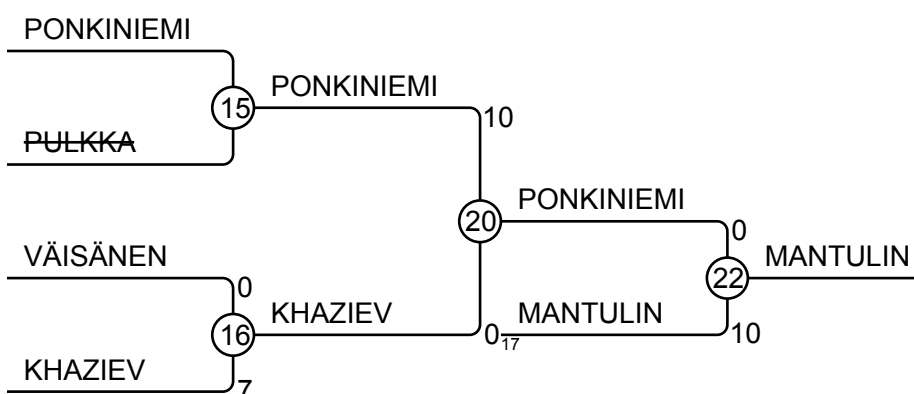 PONKINIEMI
PONKINIEMI
15
10
PULKKA
PONKINIEMI
20
0
VÄISÄNEN
MANTULIN
0
22
KHAZIEV
MANTULIN
16
0
17
10
KHAZIEV
7